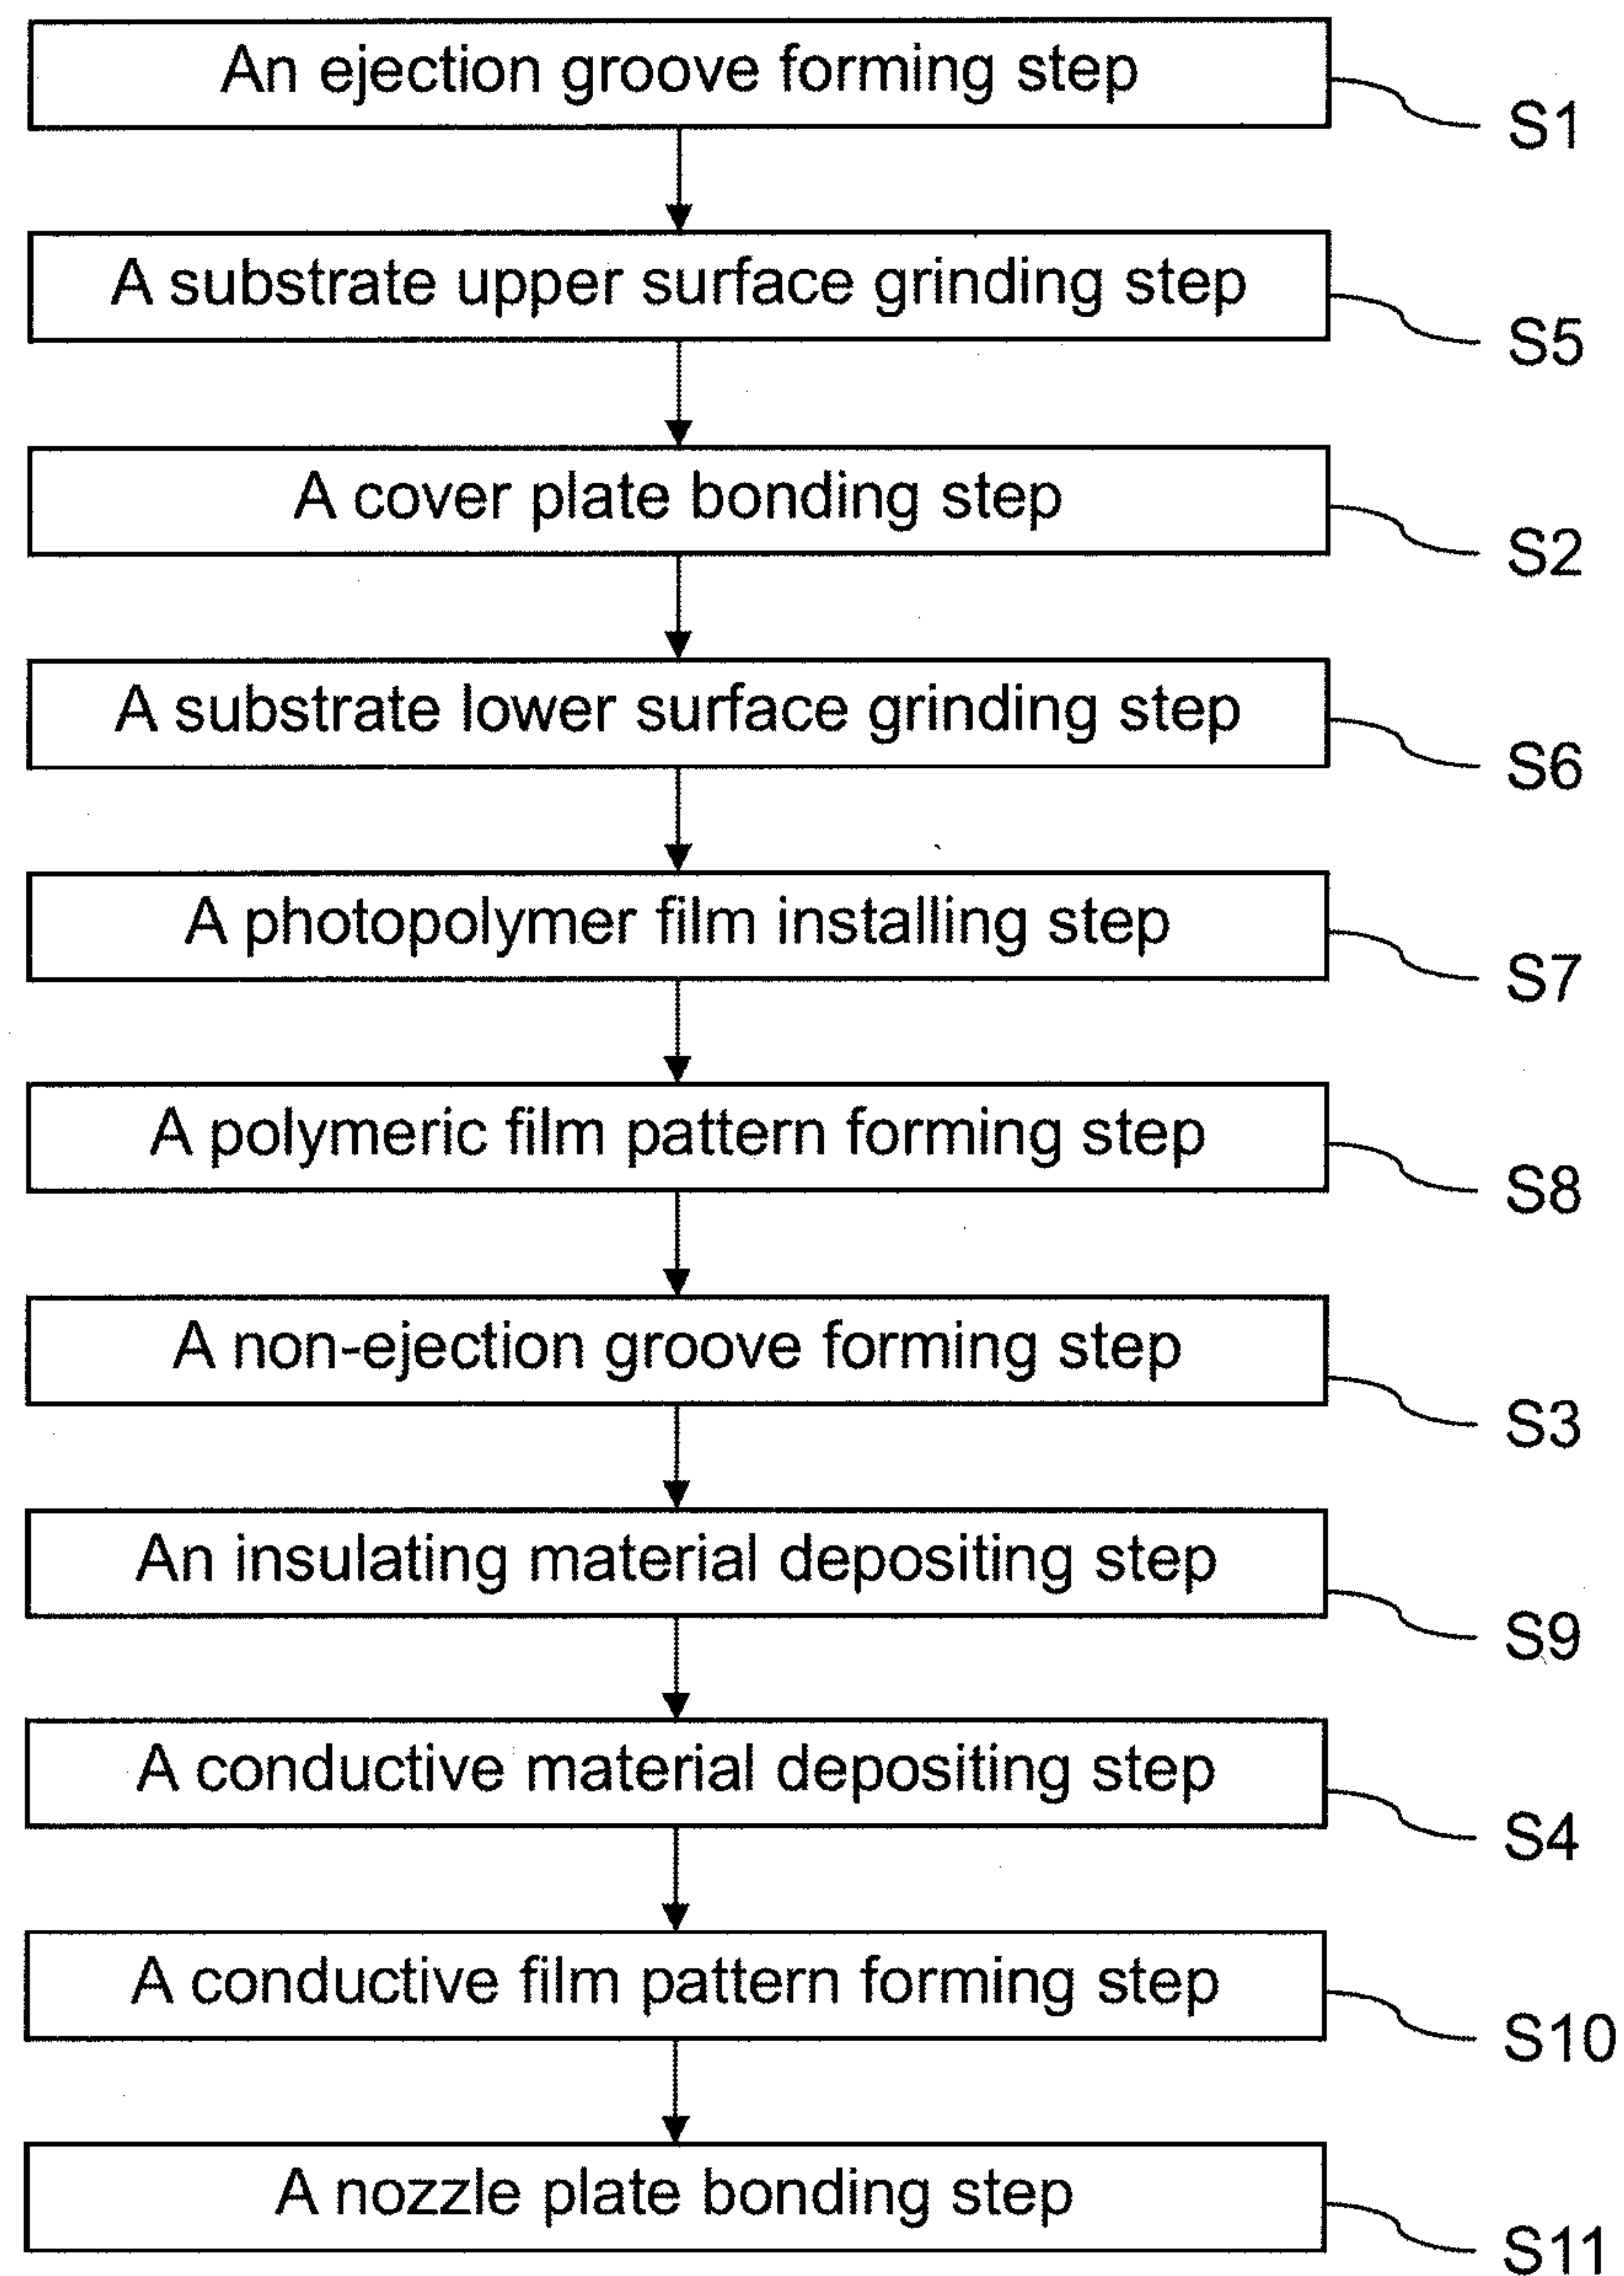 An ejection groove forming step
S1
A substrate upper surface grinding step
S5
A cover plate bonding step
S2
A substrate lower surface grinding step
S6
A photopolymer film installing step
S7
A polymeric film pattern forming step
S8
A non-ejection groove forming step
S3
An insulating material depositing step
S9
A conductive material depositing step
S4
A conductive film pattern forming step
S10
A nozzle plate bonding step
S11